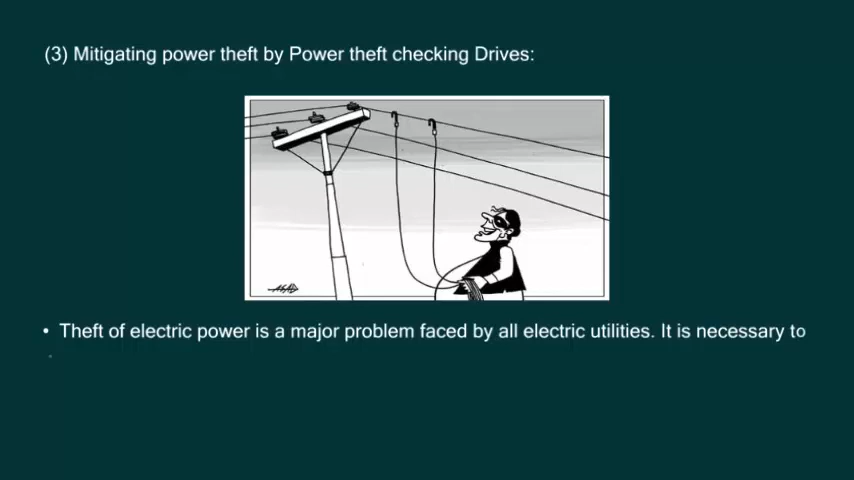 (3) Mitigating power theft by Power theft checking Drives:
• Theft of electric power is a major problem faced by all electric utilities. It is necessary to